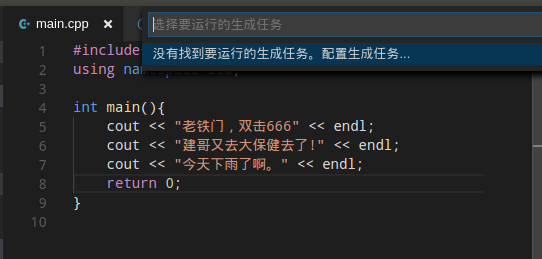 main.cpp
选择要运行的生成任务
没有找到要运行的生成任务。配置生成任务...
1 #include
2 using
3
4 int main(){
5 cout << "老铁门，双击666" << endl;
6 cout << "建哥又去大保健去了!" << endl;
7 cout << "今天下雨了啊。" << endl;
8 return 0;
9 }
10